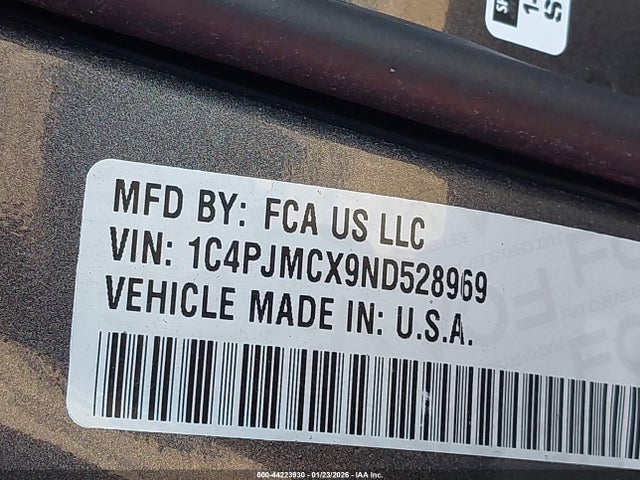 MFD BY: FCA US LLC
VIN: 1C4PJMCX9ND528969
VEHICLE MADE IN: U.S.A.
000-44223930 - 01/23/2026 - IAA Inc.